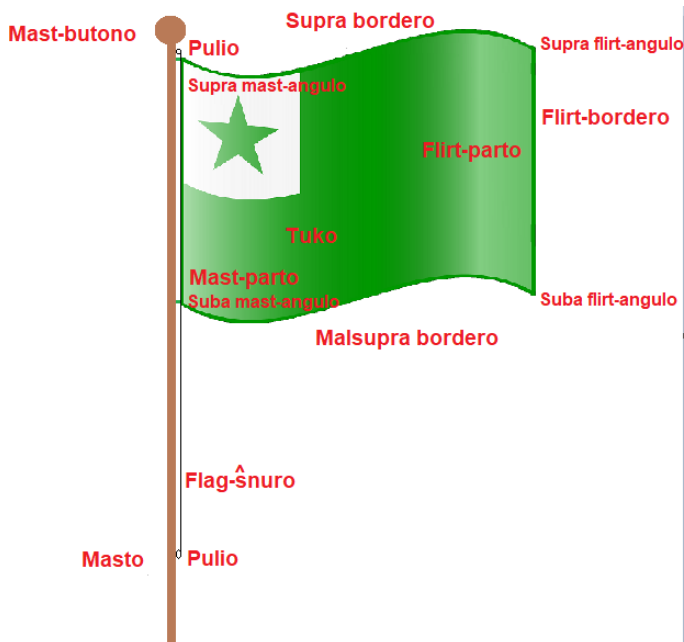 Supra bordero
Mast-butono
Pulio
Supra flirt-angulo
Supra mast-angulo
Flirt-bordero
Flirt-parto
Tuko
Mast-parto
Suba mast-angulo
Suba flirt-angulo
Malsupra bordero
Flag-ŝnuro
Masto
Pulio